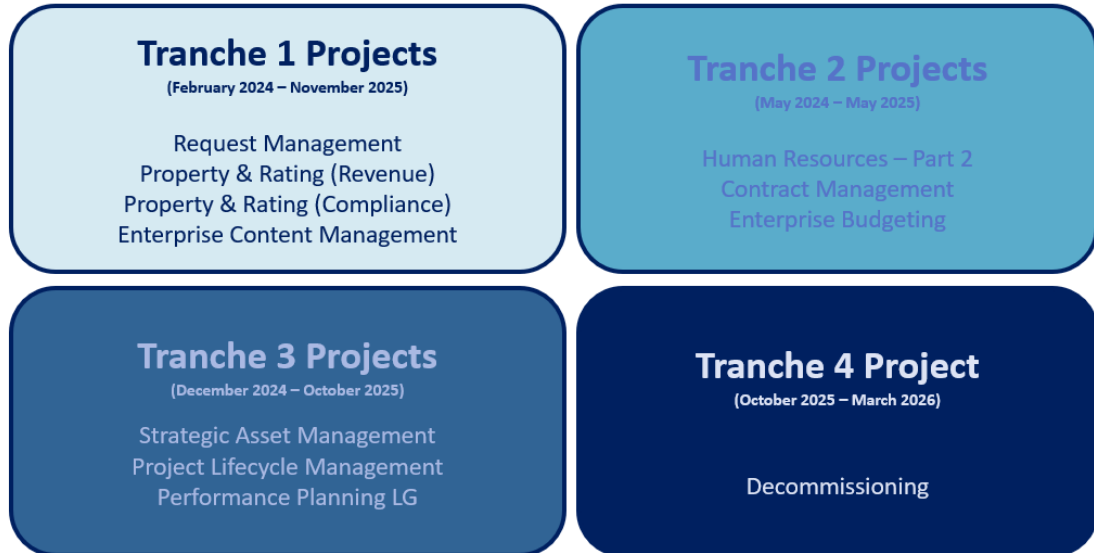 Tranche 1 Projects
(February 2024 – November 2025)
Request Management
Property & Rating (Revenue)
Property & Rating (Compliance)
Enterprise Content Management
Tranche 2 Projects
(May 2024 – May 2025)
Human Resources – Part 2
Contract Management
Enterprise Budgeting
Tranche 3 Projects
(December 2024 – October 2025)
Strategic Asset Management
Project Lifecycle Management
Performance Planning LG
Tranche 4 Project
(October 2025 – March 2026)
Decommissioning